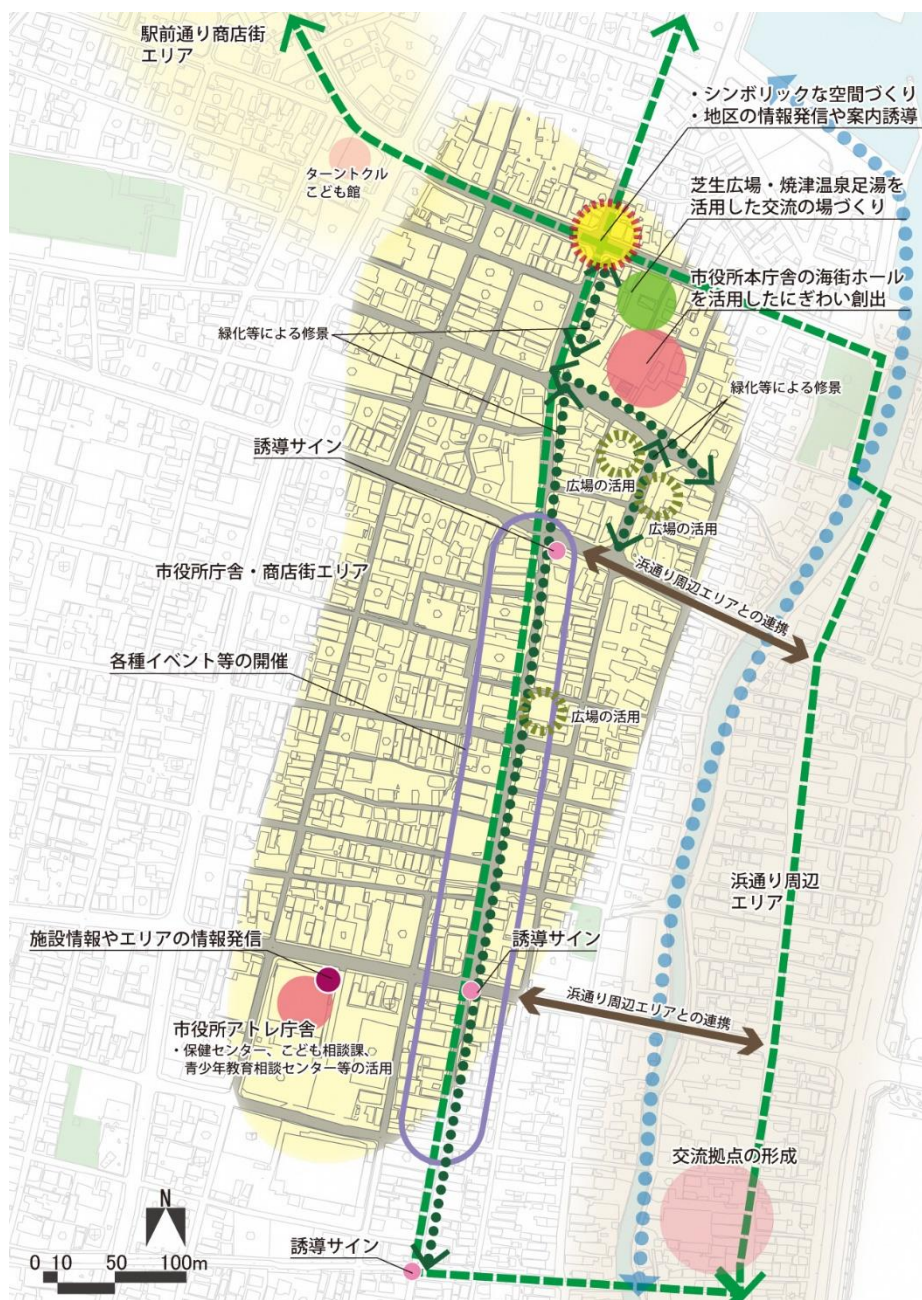 駅前通り商店街
エリア
・シンボリックな空間づくり
・地区の情報発信や案内誘導
ターントクル
こども館
芝生広場・焼津温泉足湯を
活用した交流の場づくり
市役所本庁舎の海街ホール
を活用したにぎわい創出
緑化等による修景
緑化等による修景
誘導サイン
広場の活用
広場の活用
市役所庁舎・商店街エリア
浜通り周辺エリアとの連携
各種イベント等の開催
広場の活用
浜通り周辺
エリア
施設情報やエリアの情報発信
誘導サイン
浜通り周辺エリアとの連携
市役所アトレ庁舎
・保健センター、こども相談課、
青少年教育相談センター等の活用
交流拠点の形成
N
0 10 50 100m
誘導サイン